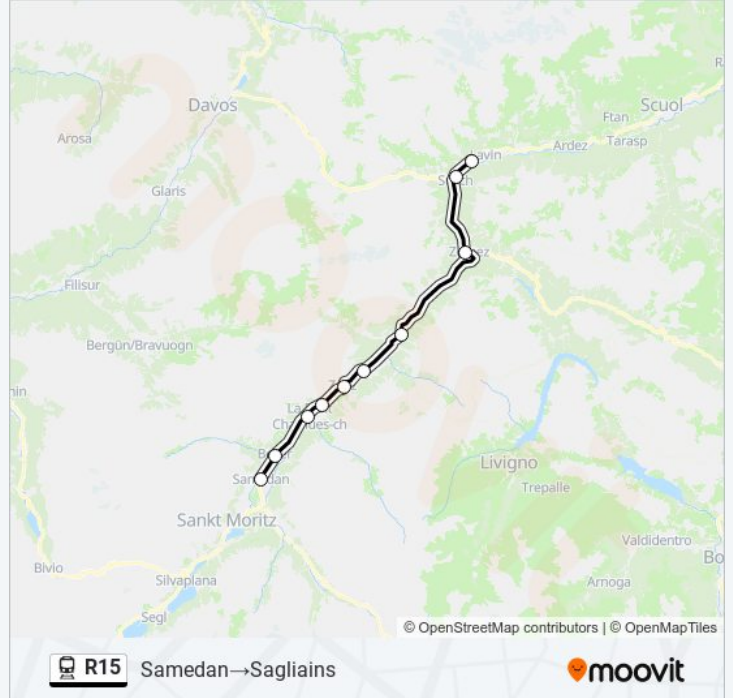 Davos
Scuol
Arosa
Ftan
Ardez
Tarasp
Glaris
Filisur
Bergün/Bravuogn
Livigno
Trepalle
Sankt Moritz
Valdidentro
Bivio
Silvaplana
Arnoga
Segl
© OpenStreetMap contributors | © OpenMapTiles
R15 Samedan→Sagliains moovit